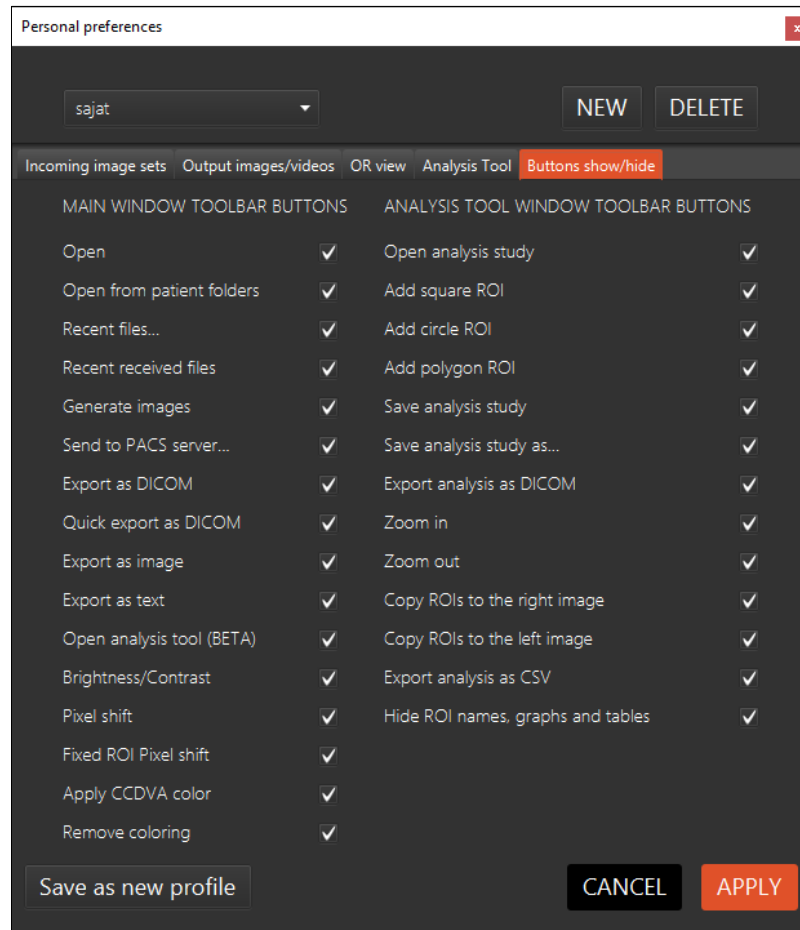 Personal preferences
x
sajat
NEW
DELETE
Incoming image sets
Output images/videos
OR view
Analysis Tool
Buttons show/hide
MAIN WINDOW TOOLBAR BUTTONS
Open
Open from patient folders
Recent files...
Recent received files
Generate images
Send to PACS server...
Export as DICOM
Quick export as DICOM
Export as image
Export as text
Open analysis tool (BETA)
Brightness/Contrast
Pixel shift
Fixed ROI Pixel shift
Apply CCDVA color
Remove coloring
ANALYSIS TOOL WINDOW TOOLBAR BUTTONS
Open analysis study
Add square ROI
Add circle ROI
Add polygon ROI
Save analysis study
Save analysis study as...
Export analysis as DICOM
Zoom in
Zoom out
Copy ROIs to the right image
Copy ROIs to the left image
Export analysis as CSV
Hide ROI names, graphs and tables
Save as new profile
CANCEL
APPLY